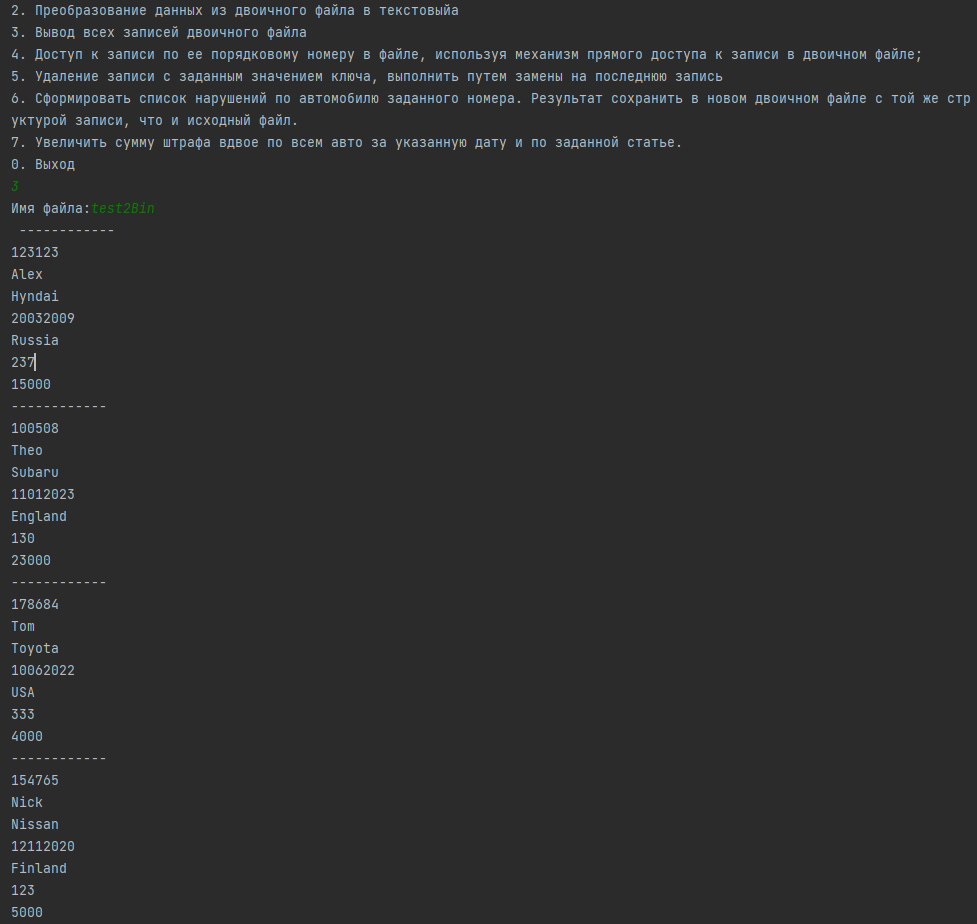 2. Преобразование данных из двоичного файла в текстовыйа
3. Вывод всех записей двоичного файла
4. Доступ к записи по ее порядковому номеру в файле, используя механизм прямого доступа к записи в двоичном файле;
5. Удаление записи с заданным значением ключа, выполнить путем замены на последнюю запись
6. Сформировать список нарушений по автомобилю заданного номера. Результат сохранить в новом двоичном файле с той же стр
уктурой записи, что и исходный файл.
7. Увеличить сумму штрафа вдвое по всем авто за указанную дату и по заданной статье.
0. Выход
3
Имя файла:test2Bin
------------
123123
Alex
Hyndai
20032009
Russia
237
15000
------------
100508
Theo
Subaru
11012023
England
130
23000
------------
178684
Tom
Toyota
10062022
USA
333
4000
------------
154765
Nick
Nissan
12112020
Finland
123
5000